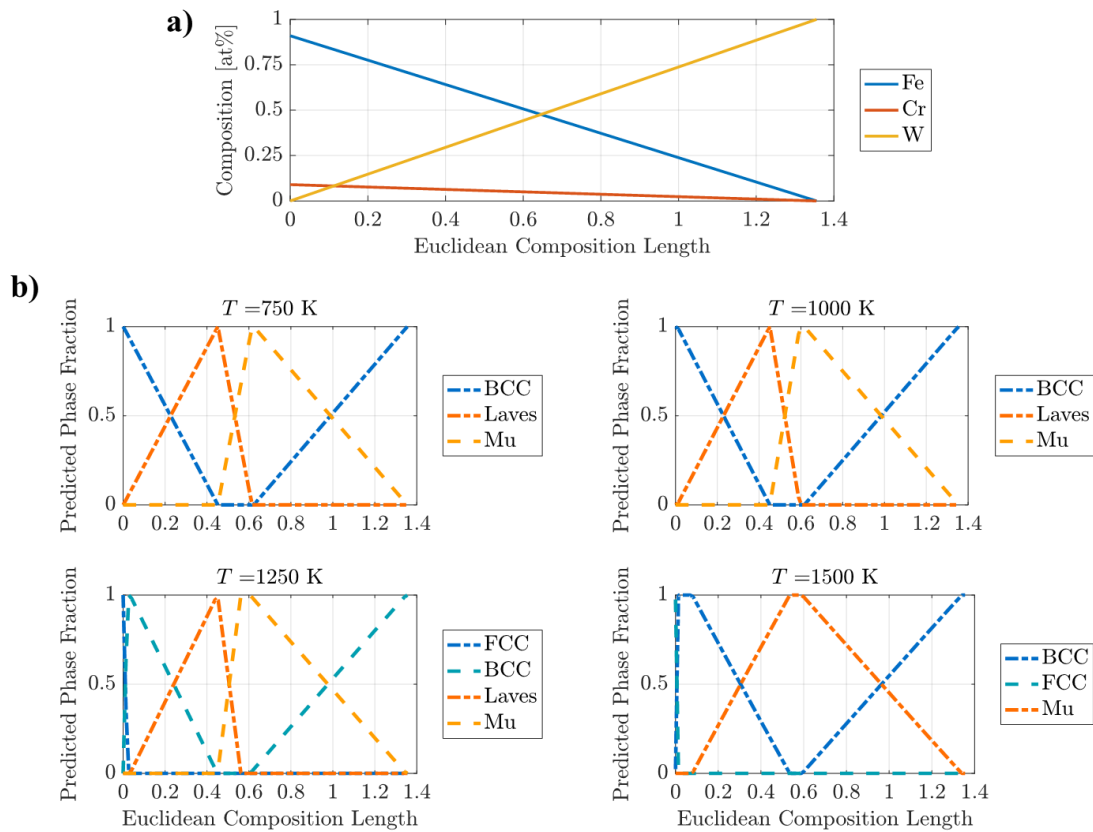 a)
Composition [at%]
1
0.75
0.5
0.25
0
0 0.2 0.4 0.6 0.8 1 1.2 1.4
Euclidean Composition Length
Fe
Cr
W
b)
T =750 K
Predicted Phase Fraction
1
0.5
0
0 0.2 0.4 0.6 0.8 1 1.2 1.4
BCC
Laves
Mu
T =1000 K
Predicted Phase Fraction
1
0.5
0
0 0.2 0.4 0.6 0.8 1 1.2 1.4
BCC
Laves
Mu
T =1250 K
Predicted Phase Fraction
1
0.5
0
0 0.2 0.4 0.6 0.8 1 1.2 1.4
Euclidean Composition Length
FCC
BCC
Laves
Mu
T =1500 K
Predicted Phase Fraction
1
0.5
0
0 0.2 0.4 0.6 0.8 1 1.2 1.4
Euclidean Composition Length
BCC
FCC
Mu